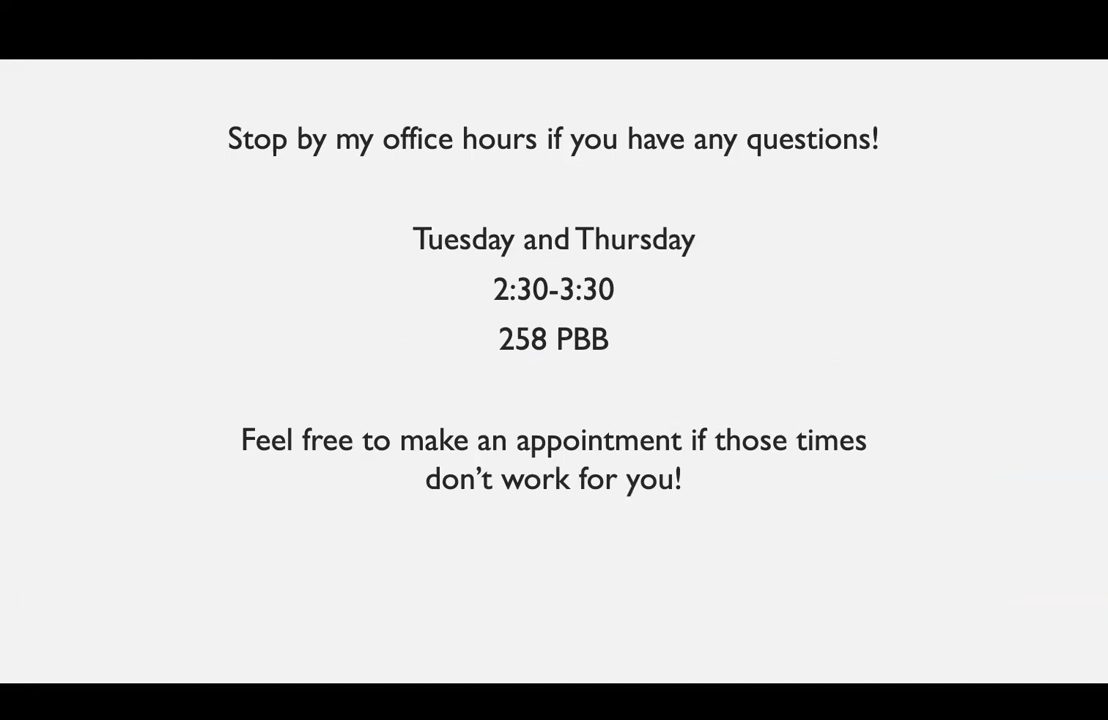 Stop by my office hours if you have any questions!
Tuesday and Thursday
2:30-3:30
258 PBB
Feel free to make an appointment if those times
don’t work for you!